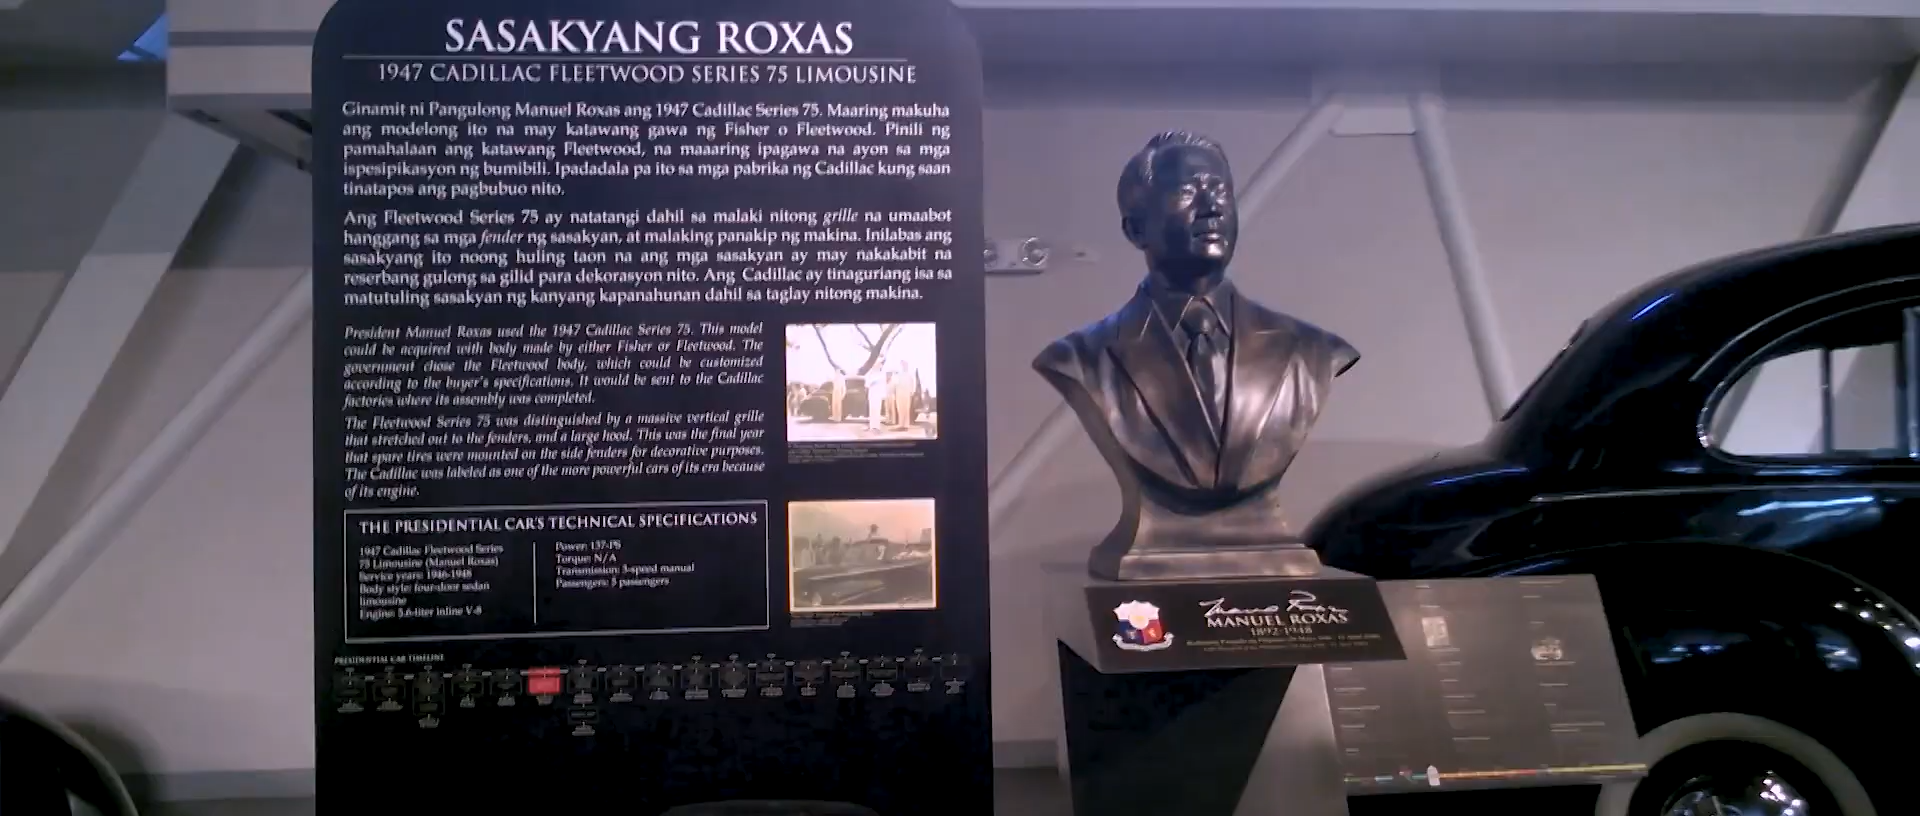 SASAKYANG ROXAS
1947 CADILLAC FLEETWOOD SERIES 75 LIMOUSINE
Ginamit ni Pangulong Manuel Roxas ang 1947 Cadillac Series 75. Maaring makuha
ang modelong ito na may katawang gawa ng Fisher o Fleetwood. Pinili ng
pamahalaan ang katawang Fleetwood, na maaaring ipagawa na ayon sa mga
ispesipikasyon ng bumibili. Ipadadala pa ito sa mga pabrika ng Cadillac kung saan
tinatapos ang pagbubuo nito.
Ang Fleetwood Series 75 ay natatangi dahil sa malaki nitong grille na umaabot
hanggang sa mga fender ng sasakyan, at malaking panakip ng makina. Inilabas ang
sasakyang ito noong huling taon na ang mga sasakyan ay may nakakabit na
reserbang gulong sa gilid para dekorasyon nito. Ang Cadillac ay tinaguriang isa sa
matutuling sasakyan ng kanyang kapanahunan dahil sa taglay nitong makina.
President Manuel Roxas used the 1947 Cadillac Series 75. This model
could be acquired with body made by either Fisher or Fleetwood. The
government chose the Fleetwood body, which could be customized
according to the buyer's specifications. It would be sent to the Cadillac
factories where its assembly was completed.
The Fleetwood Series 75 was distinguished by a massive vertical grille
that stretched out to the fenders, and a large hood. This was the final year
that spare tires were mounted on the side fenders for decorative purposes.
The Cadillac was labeled as one of the more powerful cars of its era because
of its engine.
THE PRESIDENTIAL CAR'S TECHNICAL SPECIFICATIONS
1947 Cadillac Fleetwood Series
75 Limousine (Manuel Roxas)
Service years: 1946-1948
Body style: four-door sedan
limousine
Engine: 5.6-liter inline V-8
Power: 137-PS
Torque: N/A
Transmission: 3-speed manual
Passengers: 5 passengers
PRESIDENTIAL CAR TIMELINE
MANUEL ROXAS
1892-1948